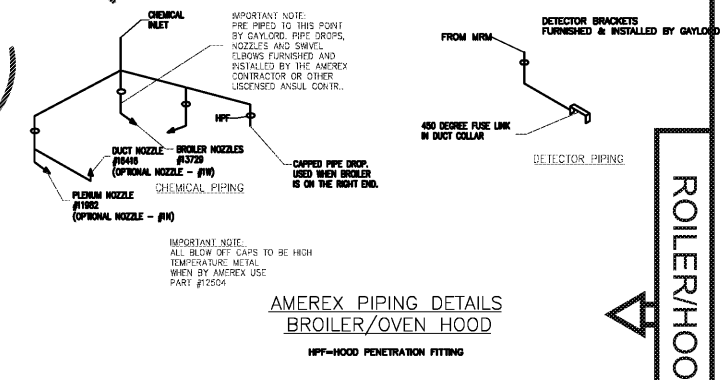 CHEMICAL
INLET
IMPORTANT NOTE:
PRE PIPED TO THIS POINT
BY GAYLORD. PIPE DROPS,
NOZZLES AND SWIVEL
ELBOWS FURNISHED AND
INSTALLED BY THE AMEREX
CONTRACTOR OR OTHER
LISCENSED ANSUL CONTR..
HPF
DUCT NOZZLE
#16416
(OPTIONAL NOZZLE - #1W)
BROILER NOZZLES
#13729
CAPPED PIPE DROP.
USED WHEN BROILER
IS ON THE RIGHT END.
PLENUM NOZZLE
#11982
(OPTIONAL NOZZLE - #1N)
CHEMICAL PIPING
DETECTOR BRACKETS
FURNISHED & INSTALLED BY GAYLORD
FROM MRM
450 DEGREE FUSE LINK
IN DUCT COLLAR
DETECTOR PIPING
IMPORTANT NOTE:
ALL BLOW OFF CAPS TO BE HIGH
TEMPERATURE METAL
WHEN BY AMEREX USE
PART #12504
AMEREX PIPING DETAILS
BROILER/OVEN HOOD
HPF=HOOD PENETRATION FITTING
ROILER/HOO